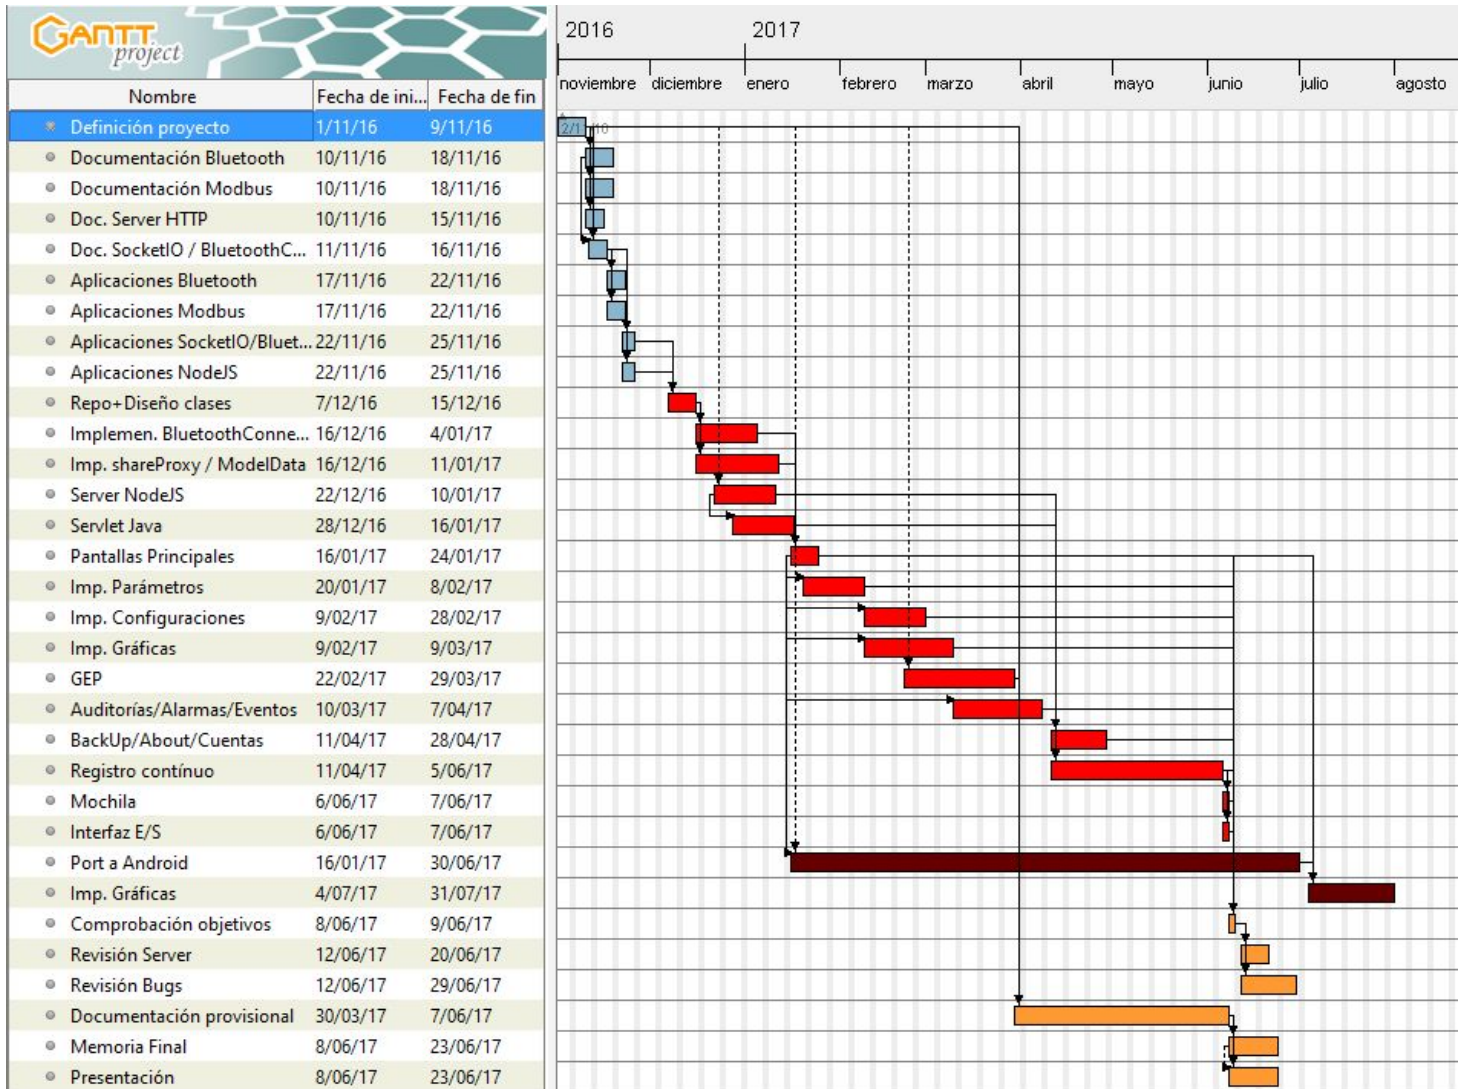 GANTT
project
2016 2017
noviembre diciembre enero febrero marzo abril mayo junio julio agosto
Nombre Fecha de ini... Fecha de fin
Definición proyecto 1/11/16 9/11/16
Documentación Bluetooth 10/11/16 18/11/16
Documentación Modbus 10/11/16 18/11/16
Doc. Server HTTP 10/11/16 15/11/16
Doc. SocketIO / BluetoothC... 11/11/16 16/11/16
Aplicaciones Bluetooth 17/11/16 22/11/16
Aplicaciones Modbus 17/11/16 22/11/16
Aplicaciones SocketIO/Bluet... 22/11/16 25/11/16
Aplicaciones NodeJS 22/11/16 25/11/16
Repo+Diseño clases 7/12/16 15/12/16
Implemen. BluetoothConne... 16/12/16 4/01/17
Imp. shareProxy / ModelData 16/12/16 11/01/17
Server NodeJS 22/12/16 10/01/17
Servlet Java 28/12/16 16/01/17
Pantallas Principales 16/01/17 24/01/17
Imp. Parámetros 20/01/17 8/02/17
Imp. Configuraciones 9/02/17 28/02/17
Imp. Gráficas 9/02/17 9/03/17
GEP 22/02/17 29/03/17
Auditorías/Alarmas/Eventos 10/03/17 7/04/17
BackUp/About/Cuentas 11/04/17 28/04/17
Registro contínuo 11/04/17 5/06/17
Mochila 6/06/17 7/06/17
Interfaz E/S 6/06/17 7/06/17
Port a Android 16/01/17 30/06/17
Imp. Gráficas 4/07/17 31/07/17
Comprobación objetivos 8/06/17 9/06/17
Revisión Server 12/06/17 20/06/17
Revisión Bugs 12/06/17 29/06/17
Documentación provisional 30/03/17 7/06/17
Memoria Final 8/06/17 23/06/17
Presentación 8/06/17 23/06/17